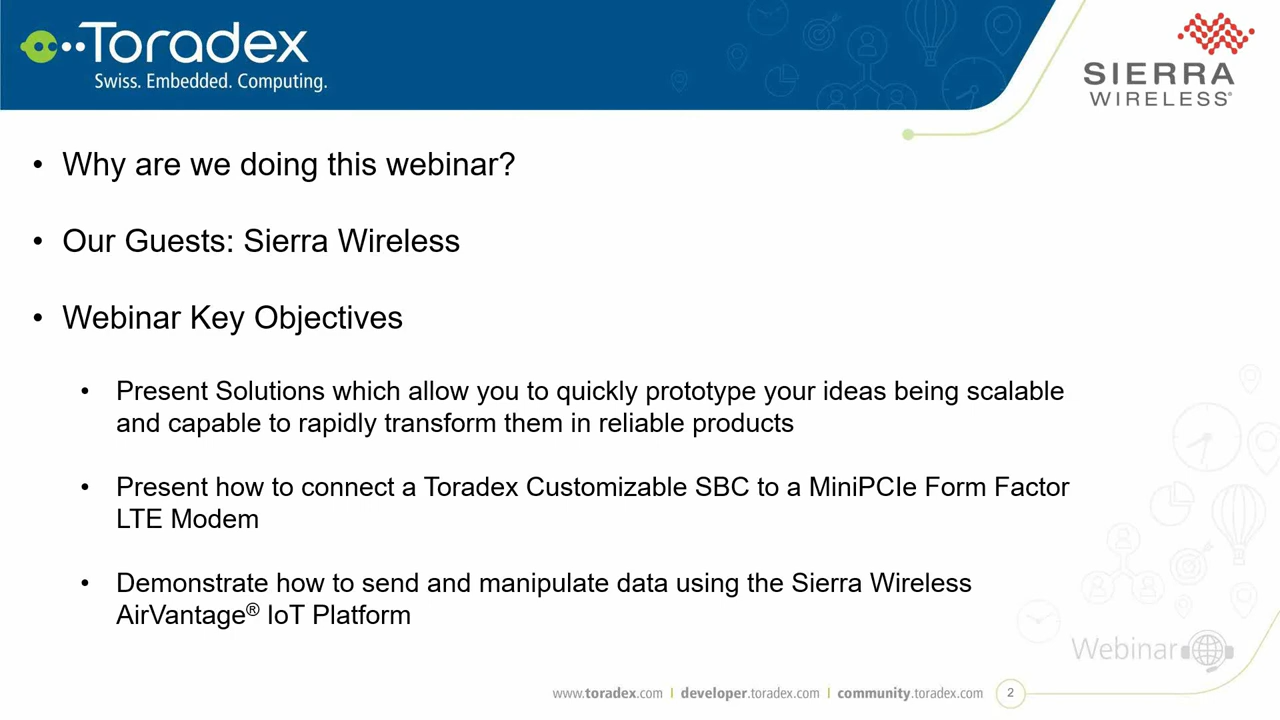 Toradex
Swiss. Embedded. Computing.
SIERRA
WIRELESS®
• Why are we doing this webinar?
• Our Guests: Sierra Wireless
• Webinar Key Objectives
• Present Solutions which allow you to quickly prototype your ideas being scalable
and capable to rapidly transform them in reliable products
• Present how to connect a Toradex Customizable SBC to a MiniPCIe Form Factor
LTE Modem
• Demonstrate how to send and manipulate data using the Sierra Wireless
AirVantage® IoT Platform
Webinar
www.toradex.com | developer.toradex.com | community.toradex.com 2